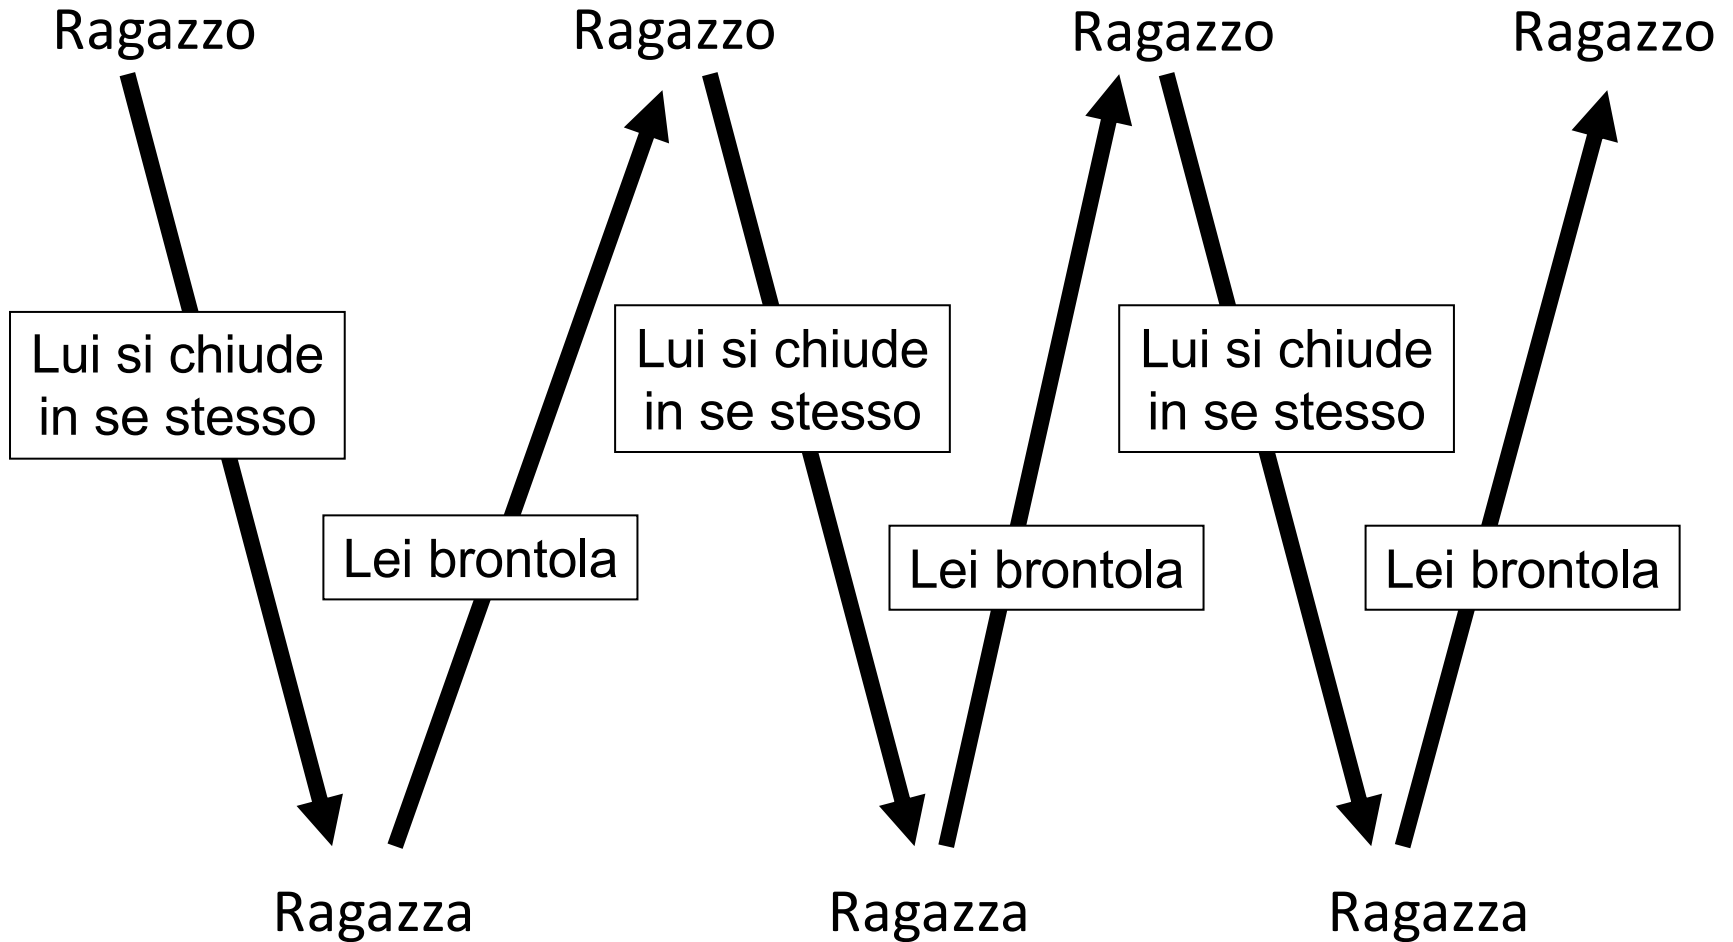 Ragazzo Ragazzo Ragazzo Ragazzo
Lui si chiude
in se stesso
Lui si chiude
in se stesso
Lui si chiude
in se stesso
Lei brontola
Lei brontola
Lei brontola
Ragazza Ragazza Ragazza